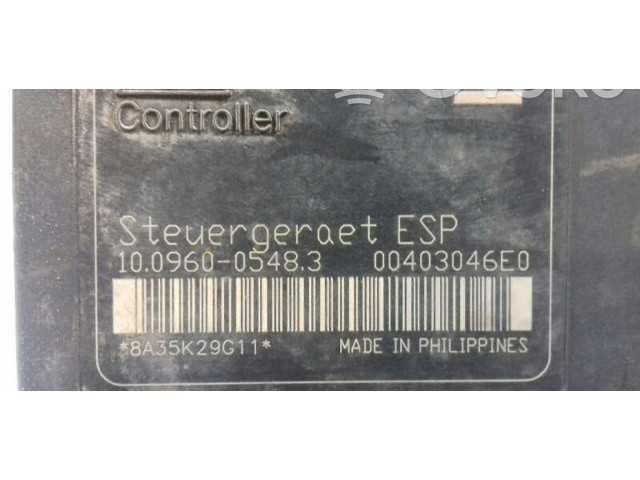 Controller
Steuergeraet ESP
10.0960-0548.3 00403046E0
*8A35K29G11* MADE IN PHILIPPINES